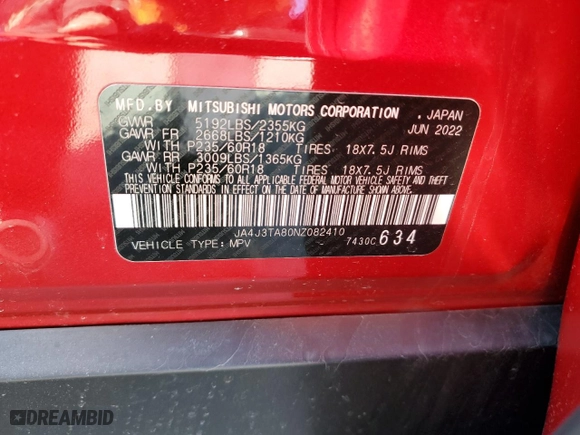 MFD.BY MITSUBISHI MOTORS CORPORATION . JAPAN
GVWR 5192LBS/2355KG JUN 2022
GAWR FR 2668LBS/1210KG
WITH P235/60R18 TIRES 18X7.5J RIMS
GAWR RR 3009LBS/1365KG
WITH P235/60R18 TIRES 18X7.5J RIMS
THIS VEHICLE CONFORMS TO ALL APPLICABLE FEDERAL MOTOR VEHICLE SAFETY AND THEFT
PREVENTION STANDARDS IN EFFECT ON THE DATE OF MANUFACTURE SHOWN ABOVE.
JA4J3TA80NZ082410
VEHICLE TYPE: MPV 7430C 634
DREAMBID